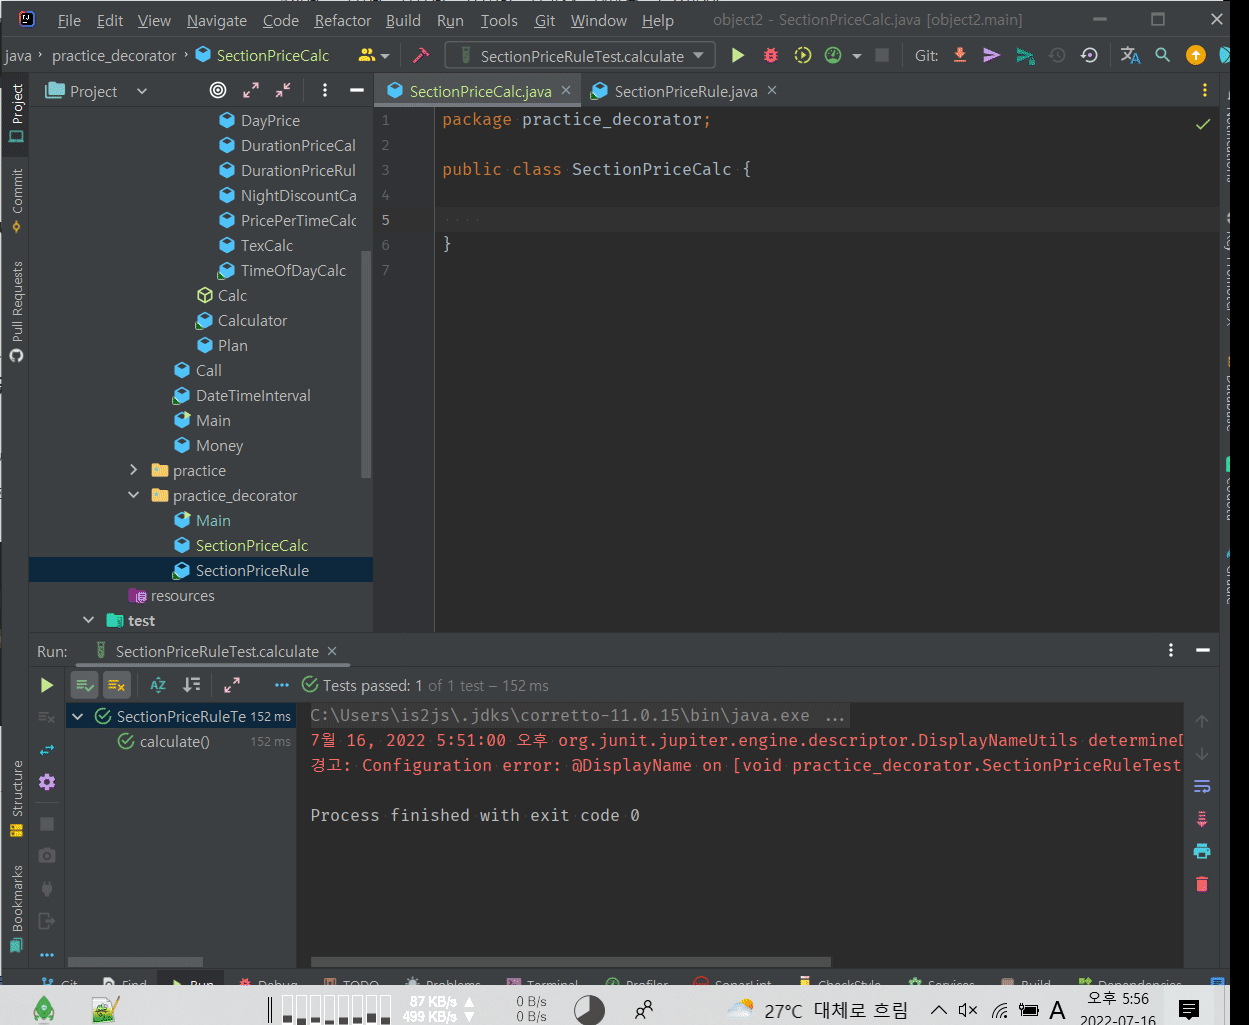 File Edit View Navigate Code Refactor Build Run Tools Git Window Help object2 - SectionPriceCalc.java [object2.main]
java practice_decorator SectionPriceCalc SectionPriceRuleTest.calculate Git:
Project
SectionPriceCalc.java SectionPriceRule.java
Project
Commit
Pull Requests
Structure
Bookmarks
DayPrice
DurationPriceCal
DurationPriceRul
NightDiscountCa
PricePerTimeCalc
TexCalc
TimeOfDayCalc
Calc
Calculator
Plan
Call
DateTimeInterval
Main
Money
practice
practice_decorator
Main
SectionPriceCalc
SectionPriceRule
resources
test
1 package practice_decorator;
2
3 public class SectionPriceCalc {
4
5
6 }
7
Run: SectionPriceRuleTest.calculate
Tests passed: 1 of 1 test – 152 ms
SectionPriceRuleTe 152 ms
calculate() 152 ms
C:\Users\is2js\.jdks\corretto-11.0.15\bin\java.exe ...
7월 16, 2022 5:51:00 오후 org.junit.jupiter.engine.descriptor.DisplayNameUtils determineD
경고: Configuration error: @DisplayName on [void practice_decorator.SectionPriceRuleTest
Process finished with exit code 0
Git Find Run Debug TODO Problems Terminal Profiler SonarLint CheckStyle Services Build Dependencies
87 KB/s
499 KB/s
0 B/s
0 B/s
27°C 대체로 흐림
A
오후 5:56
2022-07-16